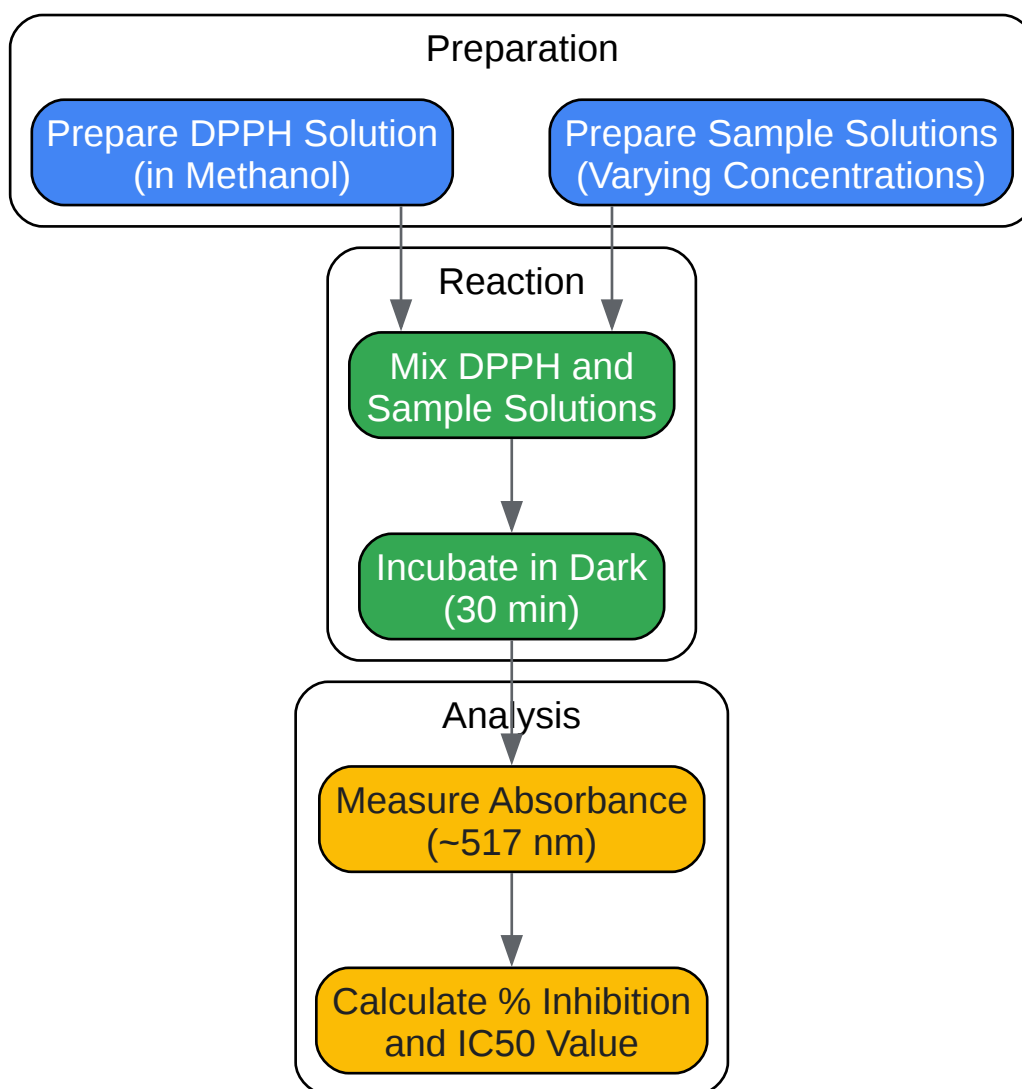 Preparation
Prepare DPPH Solution
(in Methanol)
Prepare Sample Solutions
(Varying Concentrations)
Reaction
Mix DPPH and
Sample Solutions
Incubate in Dark
(30 min)
Analysis
Measure Absorbance
(~517 nm)
Calculate % Inhibition
and IC50 Value